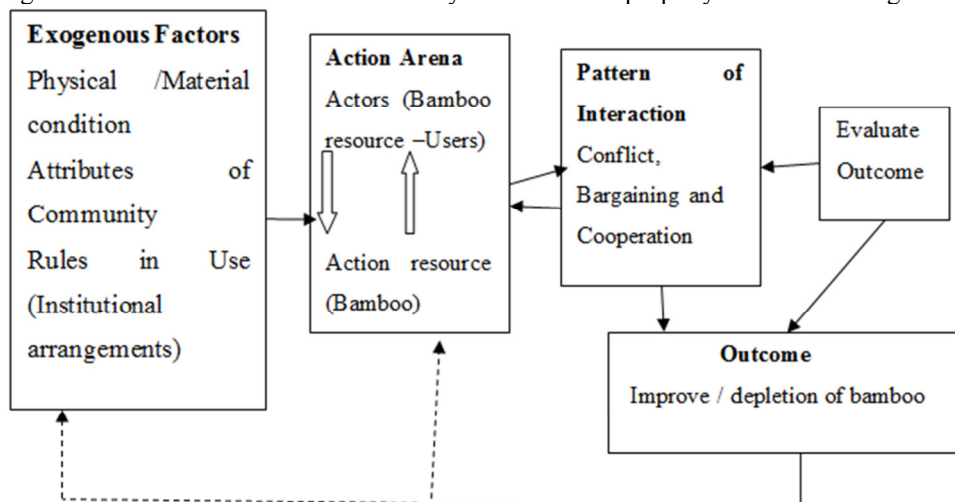 Exogenous Factors
Physical /Material
condition
Attributes of
Community
Rules in Use
(Institutional
arrangements)
Action Arena
Actors (Bamboo
resource –Users)
Action resource
(Bamboo)
Pattern of
Interaction
Conflict,
Bargaining and
Cooperation
Evaluate
Outcome
Outcome
Improve / depletion of bamboo